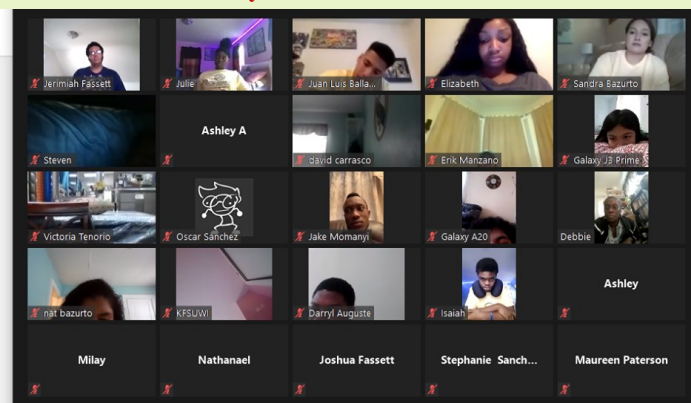 Jerimiah Fassett
Julie
Juan Luis Balla...
Elizabeth
Sandra Bazurto
Steven
Ashley A
david carrasco
Erik Manzano
Galaxy J3 Prime
Victoria Tenorio
Oscar Sanchez
Jake Momanyi
Galaxy A20
Debbie
nat bazurto
KFSUWI
Darryl Auguste
Isaiah
Ashley
Milay
Nathanael
Joshua Fassett
Stephanie Sanch...
Maureen Paterson